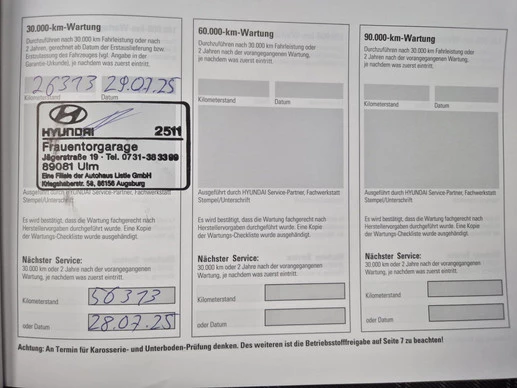 30.000-km-Wartung
Durchzuführen nach 30.000 km Fahrleistung oder nach
2 Jahren, gerechnet ab Datum der Erstauslieferung bzw.
Erstzulassung des Fahrzeuges (vgl. Angabe in der
Garantie-Urkunde), je nachdem was zuerst eintritt.
26373 29.07.25
Kilometerstand Datum
HYUNDAI 2511
Frauentorgarage
Jägerstraße 19 · Tel. 0731-383399
89081 Ulm
Eine Filiale der Autohaus Listle GmbH
Kriegshaberstr. 58, 86156 Augsburg
Ausgeführt durch HYUNDAI Service-Partner, Fachwerkstatt
Stempel/Unterschrift
Es wird bestätigt, dass die Wartung fachgerecht nach
Herstellervorgaben durchgeführt wurde. Eine Kopie
der Wartungs-Checkliste wurde ausgehändigt.
Nächster Service:
30.000 km oder 2 Jahre nach der vorangegangenen
Wartung, je nachdem was zuerst eintritt.
Kilometerstand 56373
oder Datum 28.07.25
60.000-km-Wartung
Durchzuführen nach 30.000 km Fahrleistung oder
2 Jahren nach der vorangegangenen Wartung,
je nachdem was zuerst eintritt.
Kilometerstand Datum
Ausgeführt durch HYUNDAI Service-Partner, Fachwerkstatt
Stempel/Unterschrift
Es wird bestätigt, dass die Wartung fachgerecht nach
Herstellervorgaben durchgeführt wurde. Eine Kopie
der Wartungs-Checkliste wurde ausgehändigt.
Nächster Service:
30.000 km oder 2 Jahre nach der vorangegangenen
Wartung, je nachdem was zuerst eintritt.
Kilometerstand
oder Datum
90.000-km-Wartung
Durchzuführen nach 30.000 km Fahrleistung oder
2 Jahren nach der vorangegangenen Wartung,
je nachdem was zuerst eintritt.
Kilometerstand Datum
Ausgeführt durch HYUNDAI Service-Partner, Fachwerkstatt
Stempel/Unterschrift
Es wird bestätigt, dass die Wartung fachgerecht nach
Herstellervorgaben durchgeführt wurde. Eine Kopie
der Wartungs-Checkliste wurde ausgehändigt.
Nächster Service:
30.000 km oder 2 Jahre nach der vorangegangenen
Wartung, je nachdem was zuerst eintritt.
Kilometerstand
oder Datum
Achtung: An Termin für Karosserie- und Unterboden-Prüfung denken. Des weiteren ist die Betriebsstofffreigabe auf Seite 7 zu beachten!